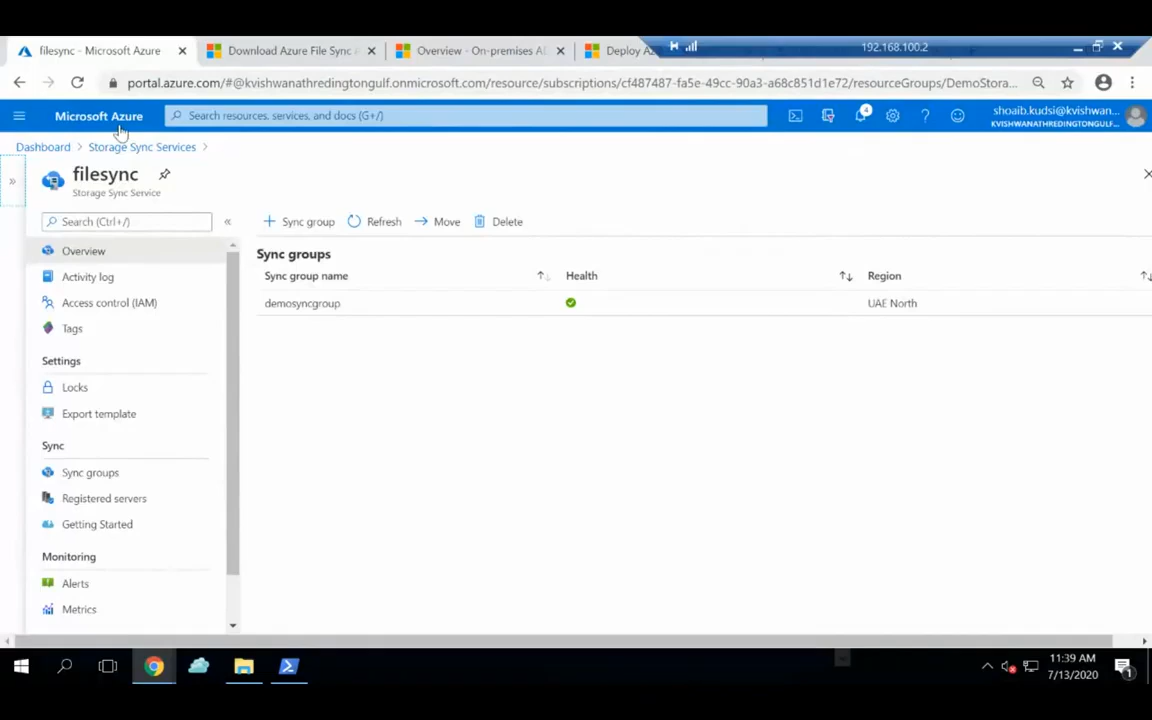 filesync - Microsoft Azure
Download Azure File Sync
Overview - On-premises A
Deploy Az
192.168.100.2
portal.azure.com/#@kvishwanathredingtongulf.onmicrosoft.com/resource/subscriptions/cf487487-fa5e-49cc-90a3-a68c851d1e72/resourceGroups/DemoStora...
Microsoft Azure
Search resources, services, and docs (G+/)
4
shoaib.kudsi@kvishwan...
KVISHWANATHREDINGTONGULF...
Dashboard > Storage Sync Services >
filesync
Storage Sync Service
Search (Ctrl+/)
Sync group
Refresh
Move
Delete
Overview
Activity log
Access control (IAM)
Tags
Settings
Locks
Export template
Sync
Sync groups
Registered servers
Getting Started
Monitoring
Alerts
Metrics
Sync groups
Sync group name
Health
Region
demosyncgroup
UAE North
11:39 AM
7/13/2020
1